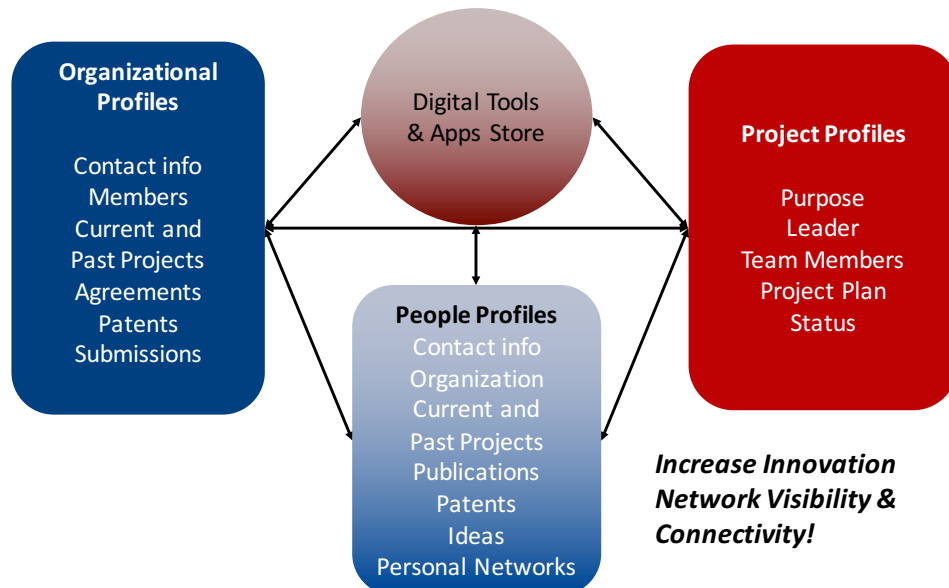 Organizational
Profiles
Contact info
Members
Current and
Past Projects
Agreements
Patents
Submissions
Digital Tools
& Apps Store
Project Profiles
Purpose
Leader
Team Members
Project Plan
Status
People Profiles
Contact info
Organization
Current and
Past Projects
Publications
Patents
Ideas
Personal Networks
Increase Innovation
Network Visibility &
Connectivity!